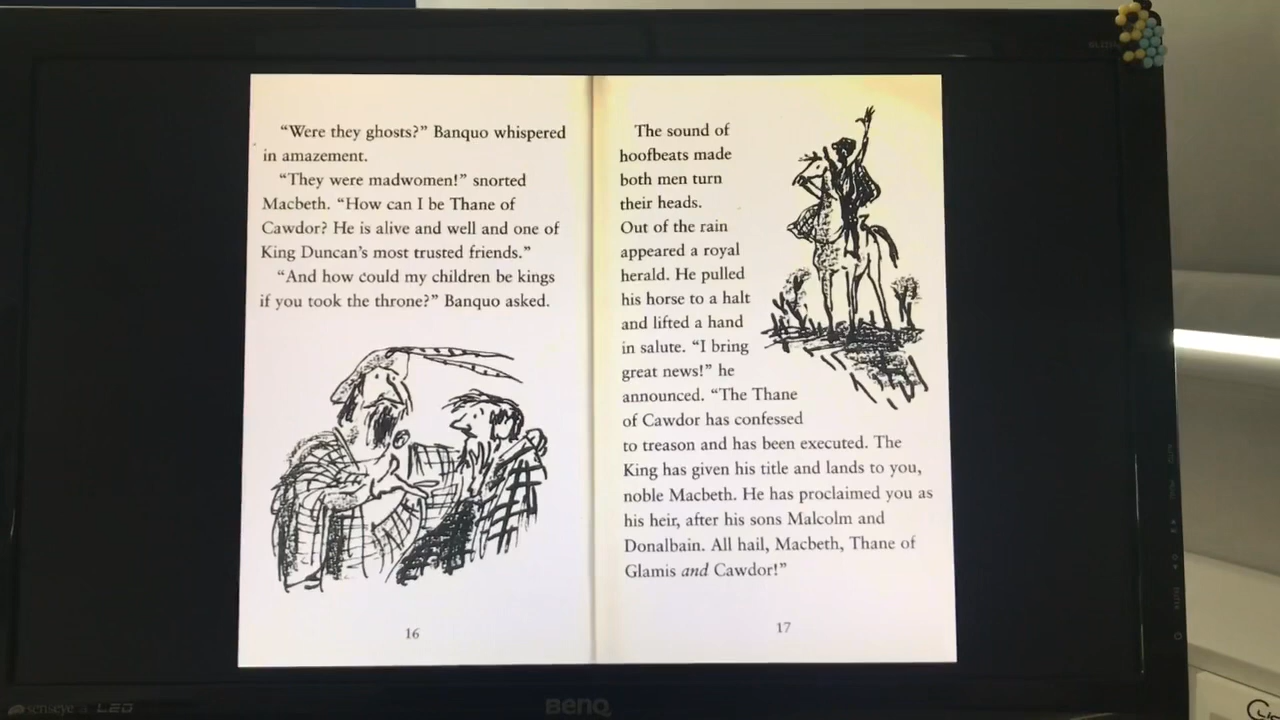 “Were they ghosts?” Banquo whispered
in amazement.
“They were madwomen!” snorted
Macbeth. “How can I be Thane of
Cawdor? He is alive and well and one of
King Duncan’s most trusted friends.”
“And how could my children be kings
if you took the throne?” Banquo asked.
16
The sound of
hoofbeats made
both men turn
their heads.
Out of the rain
appeared a royal
herald. He pulled
his horse to a halt
and lifted a hand
in salute. “I bring
great news!” he
announced. “The Thane
of Cawdor has confessed
to treason and has been executed. The
King has given his title and lands to you,
noble Macbeth. He has proclaimed you as
his heir, after his sons Malcolm and
Donalbain. All hail, Macbeth, Thane of
Glamis and Cawdor!”
17
senseye LED
BenQ